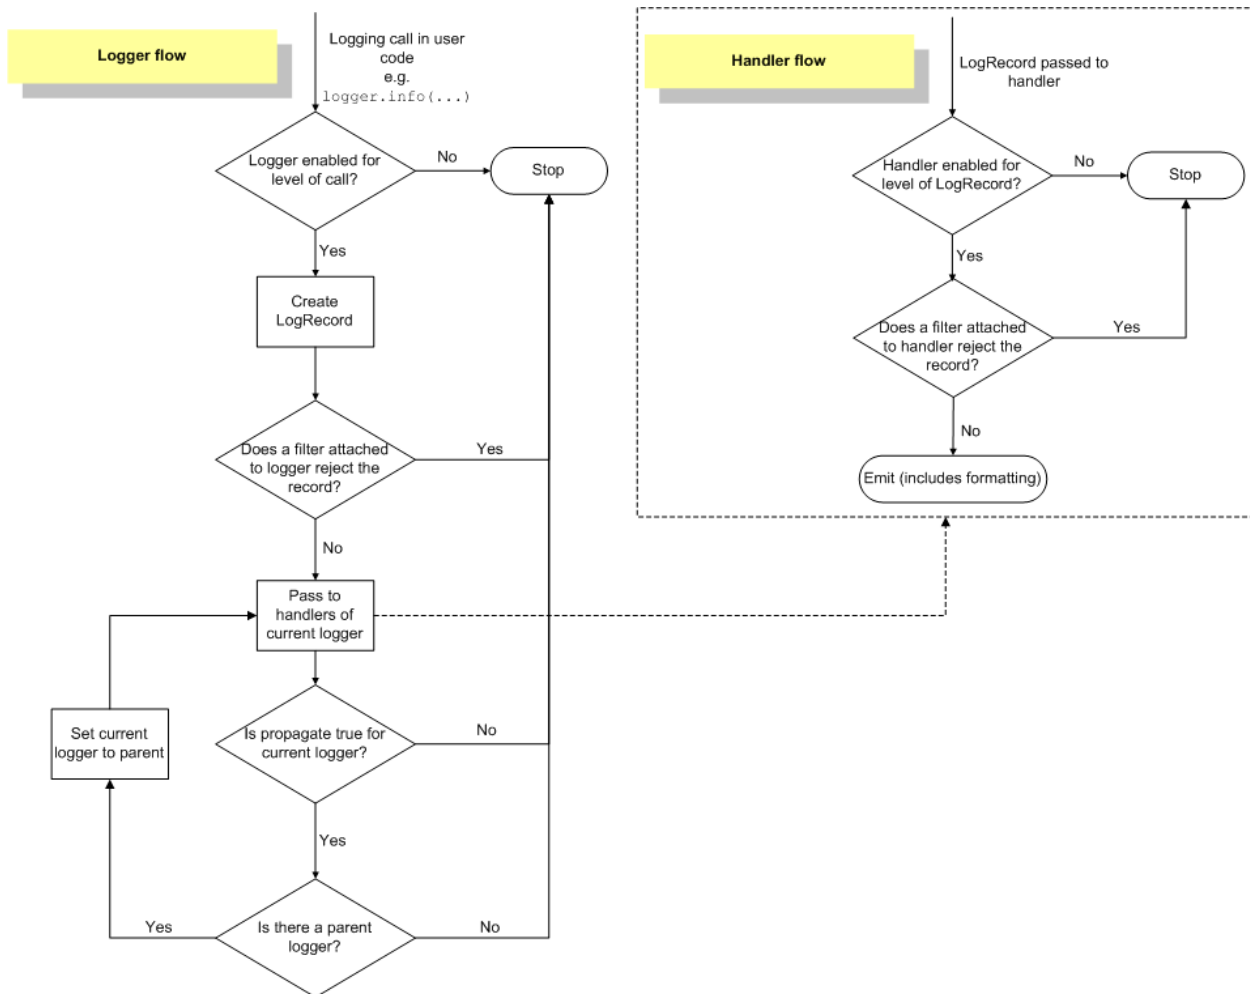 Logger flow
Logging call in user
code
e.g.
logger.info(...)
Logger enabled for
level of call?
No
Stop
Yes
Create
LogRecord
Does a filter attached
to logger reject the
record?
Yes
No
Pass to
handlers of
current logger
Set current
logger to parent
Is propagate true for
current logger?
No
Yes
Is there a parent
logger?
Yes
No
Handler flow
LogRecord passed to
handler
Handler enabled for
level of LogRecord?
No
Stop
Yes
Does a filter attached
to handler reject the
record?
Yes
No
Emit (includes formatting)